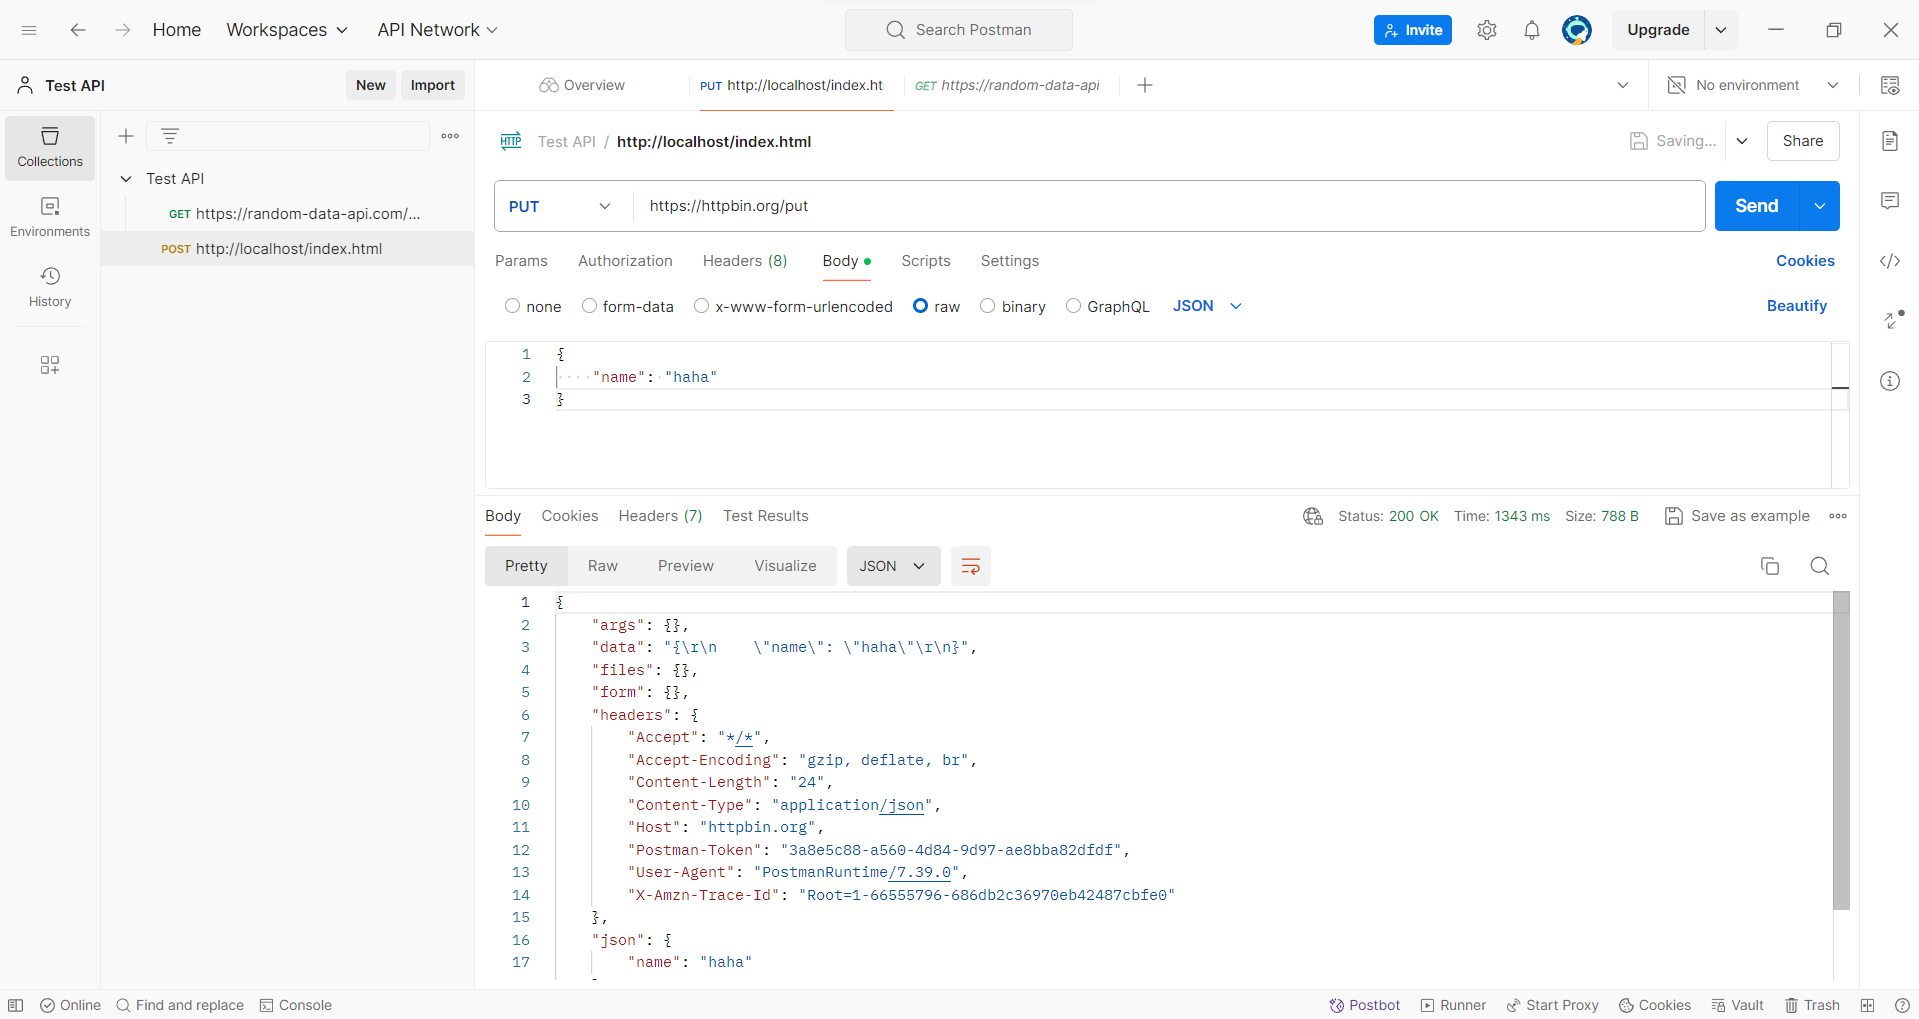 Home Workspaces API Network Search Postman Invite Upgrade
Test API New Import Overview PUT http://localhost/index.ht GET https://random-data-api No environment
Collections
Environments
History
Test API
GET https://random-data-api.com/...
POST http://localhost/index.html
HTTP Test API / http://localhost/index.html Saving... Share
PUT https://httpbin.org/put Send
Params Authorization Headers (8) Body Scripts Settings Cookies
none form-data x-www-form-urlencoded raw binary GraphQL JSON Beautify
1 {
2 "name": "haha"
3 }
Body Cookies Headers (7) Test Results Status: 200 OK Time: 1343 ms Size: 788 B Save as example
Pretty Raw Preview Visualize JSON
1 {
2 "args": {},
3 "data": "{\r\n    \"name\": \"haha\"\r\n}",
4 "files": {},
5 "form": {},
6 "headers": {
7 "Accept": "*/*",
8 "Accept-Encoding": "gzip, deflate, br",
9 "Content-Length": "24",
10 "Content-Type": "application/json",
11 "Host": "httpbin.org",
12 "Postman-Token": "3a8e5c88-a560-4d84-9d97-ae8bba82dfdf",
13 "User-Agent": "PostmanRuntime/7.39.0",
14 "X-Amzn-Trace-Id": "Root=1-66555796-686db2c36970eb42487cbfe0"
15 },
16 "json": {
17 "name": "haha"
Online Find and replace Console Postbot Runner Start Proxy Cookies Vault Trash